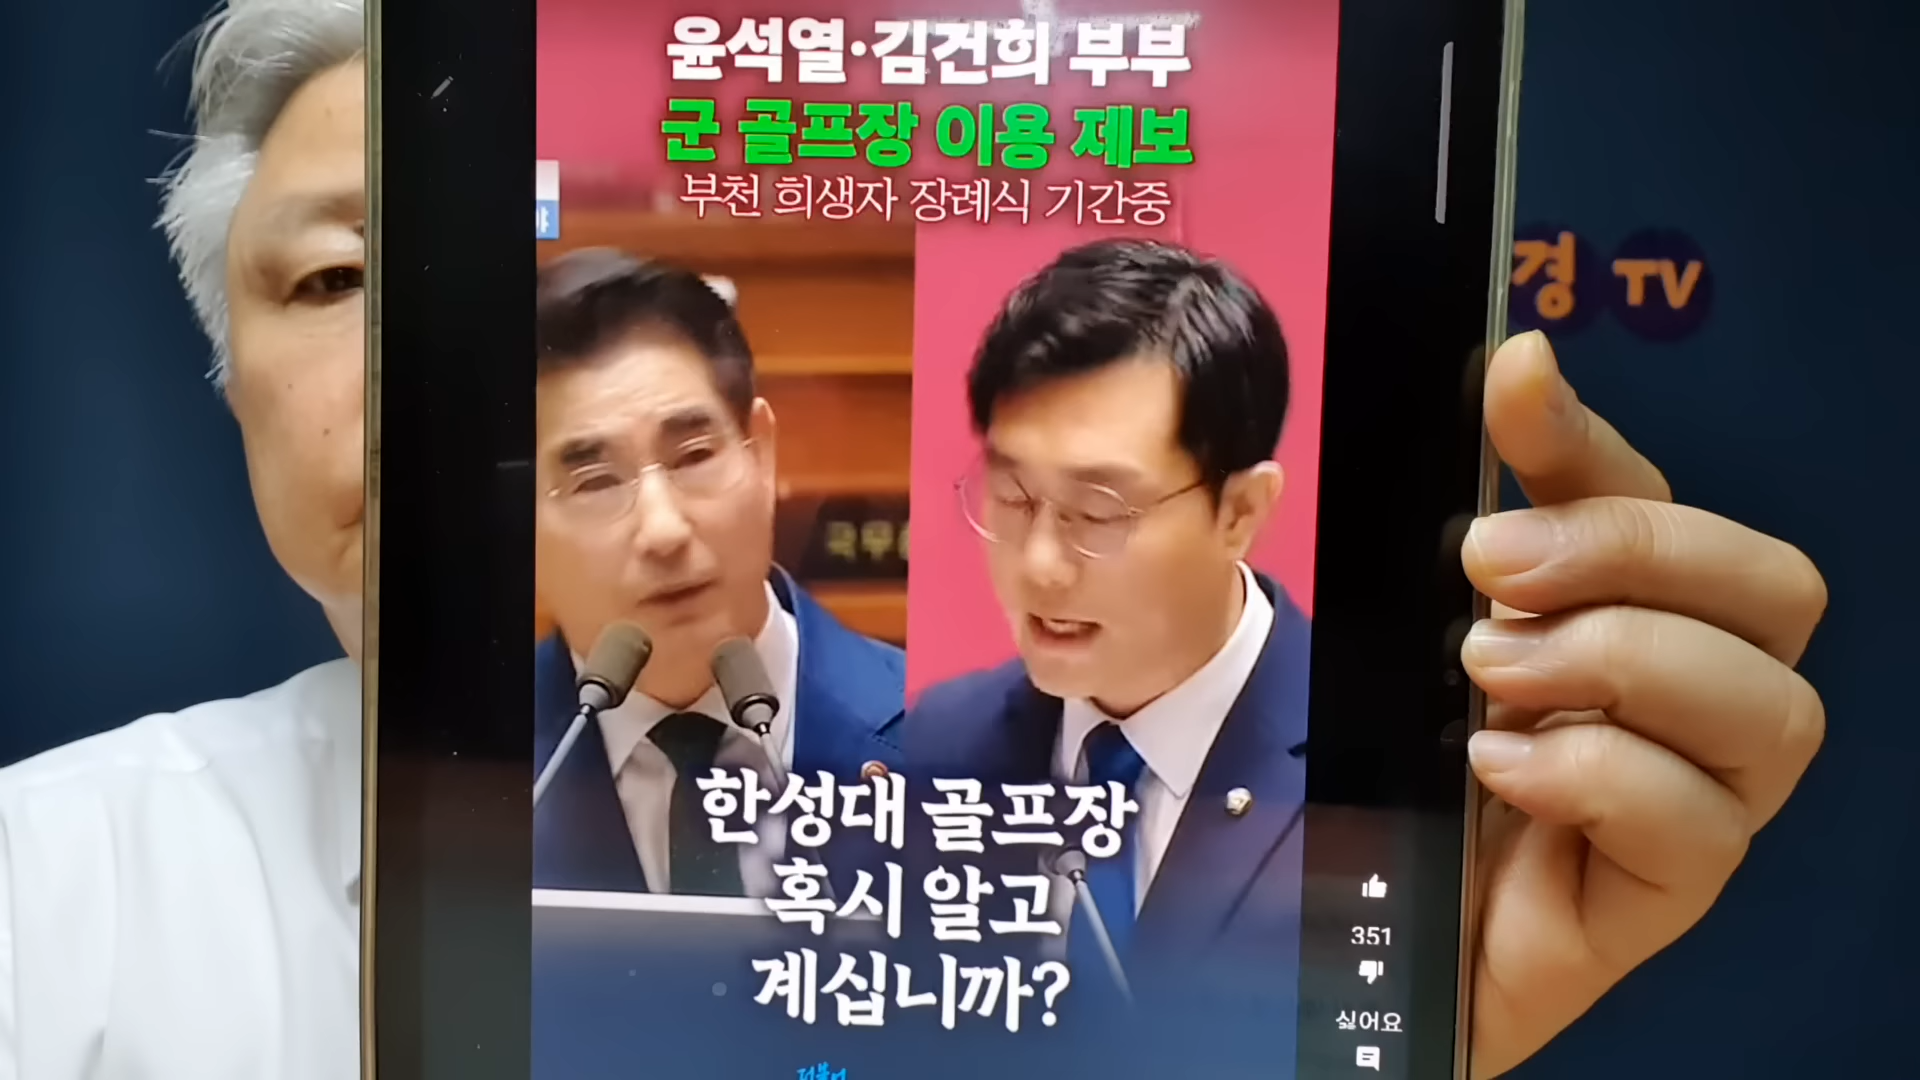 윤석열·김건희 부부
군 골프장 이용 제보
부천 희생자 장례식 기간중
경 TV
국무
한성대 골프장
혹시 알고
계십니까?
351
싫어요